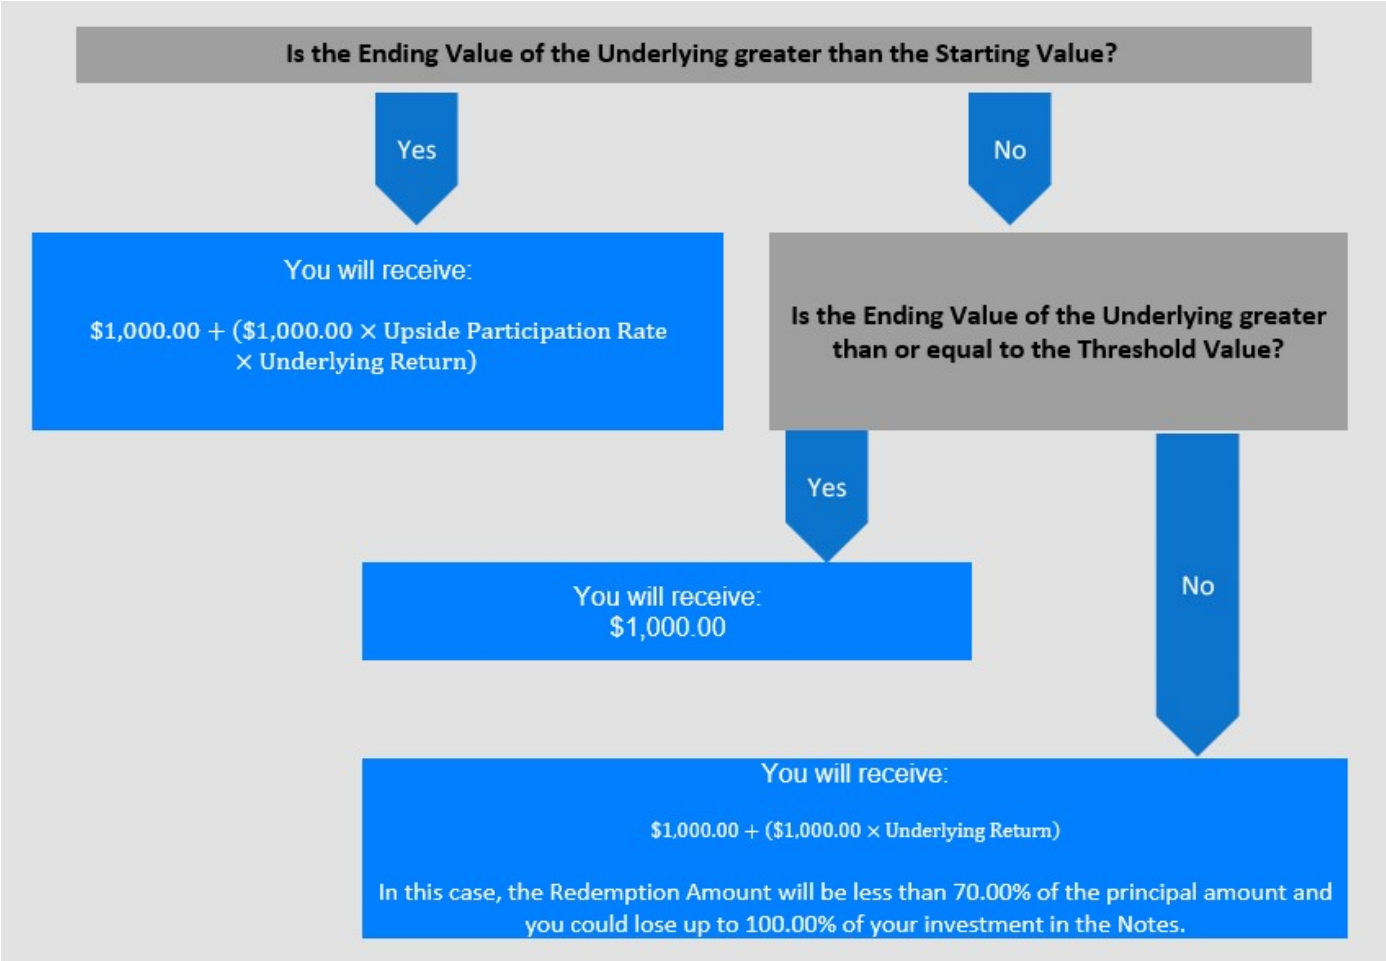 Is the Ending Value of the Underlying greater than the Starting Value?
Yes
No
You will receive:
$1,000.00 + ($1,000.00 × Upside Participation Rate
× Underlying Return)
Is the Ending Value of the Underlying greater
than or equal to the Threshold Value?
Yes
No
You will receive:
$1,000.00
You will receive:
$1,000.00 + ($1,000.00 × Underlying Return)
In this case, the Redemption Amount will be less than 70.00% of the principal amount and
you could lose up to 100.00% of your investment in the Notes.